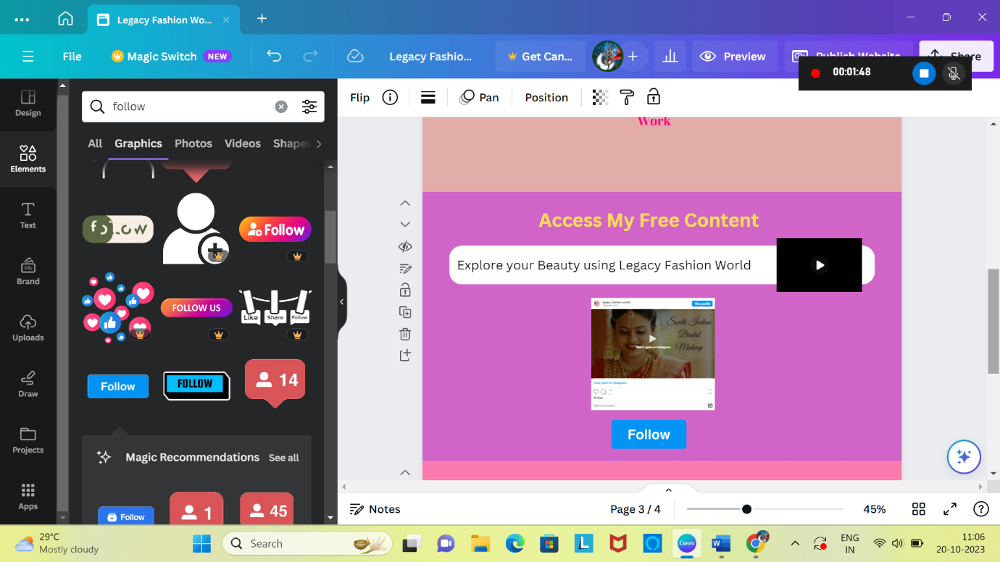 Legacy Fashion Wo...
File
Magic Switch
NEW
Legacy Fashio...
Get Can...
Preview
Publish Website
Share
00:01:48
Design
Elements
Text
CO.
Brand
Uploads
Draw
Projects
Apps
follow
All
Graphics
Photos
Videos
Shapes
follow
Follow
FOLLOW US
Like
Share
Follow
Follow
FOLLOW
14
Magic Recommendations
See all
Follow
1
45
Flip
Pan
Position
Work
Access My Free Content
Explore your Beauty using Legacy Fashion World
legacy_fashion_world
View profile
South Indian
Bridal
Makeup
Watch again on Instagram
View more on Instagram
Add a comment...
Follow
Notes
Page 3 / 4
45%
29°C
Mostly cloudy
Search
L
Canva
W
ENG
IN
11:06
20-10-2023